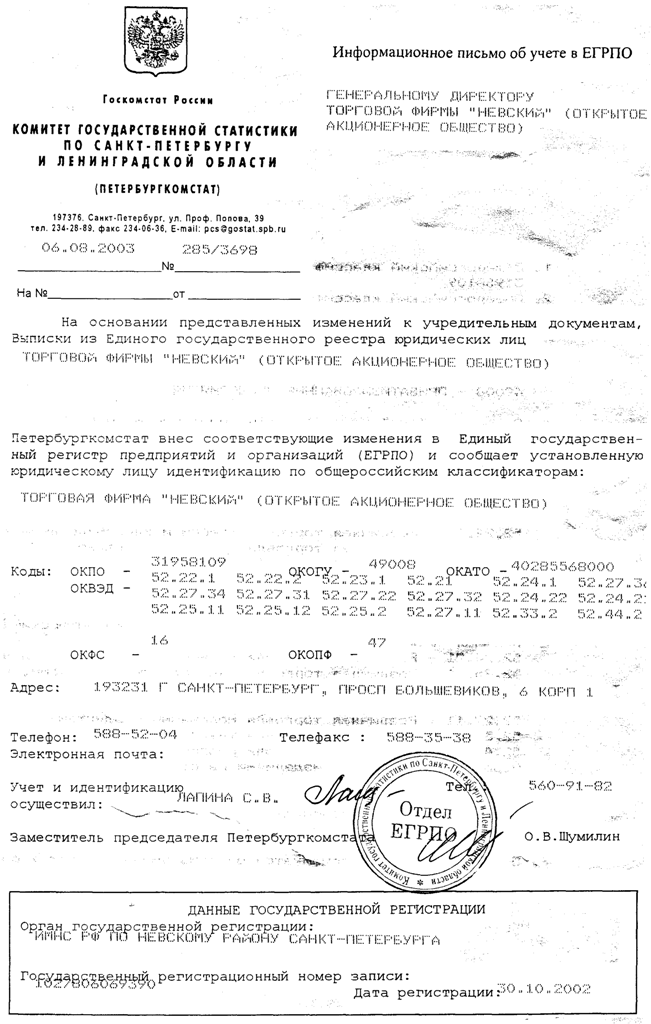 Информационное письмо об учете в ЕГРПО
Госкомстат России
КОМИТЕТ ГОСУДАРСТВЕННОЙ СТАТИСТИКИ
ПО САНКТ-ПЕТЕРБУРГУ
И ЛЕНИНГРАДСКОЙ ОБЛАСТИ
(ПЕТЕРБУРГКОМСТАТ)
197376, Санкт-Петербург, ул. Проф. Попова, 39
тел. 234-28-89, факс 234-06-36, E-mail: pcs@gostat.spb.ru
06.08.2003 285/3698
№
На № от
ГЕНЕРАЛЬНОМУ ДИРЕКТОРУ
ТОРГОВОЙ ФИРМЫ "НЕВСКИЙ" (ОТКРЫТОЕ
АКЦИОНЕРНОЕ ОБЩЕСТВО)
На основании представленных изменений к учредительным документам,
Выписки из Единого государственного реестра юридических лиц
ТОРГОВОЙ ФИРМЫ "НЕВСКИЙ" (ОТКРЫТОЕ АКЦИОНЕРНОЕ ОБЩЕСТВО)
Петербургкомстат внес соответствующие изменения в Единый государствен-
ный регистр предприятий и организаций (ЕГРПО) и сообщает установленную
юридическому лицу идентификацию по общероссийским классификаторам:
ТОРГОВАЯ ФИРМА "НЕВСКИЙ" (ОТКРЫТОЕ АКЦИОНЕРНОЕ ОБЩЕСТВО)
Коды: ОКПО - 31958109 ОКОГУ - 49008 ОКАТО - 40285568000
ОКВЭД - 52.22.1 52.22.2 52.23.1 52.21 52.24.1
52.27.34 52.27.31 52.27.22 52.27.32 52.24.22
52.25.11 52.25.12 52.25.2 52.27.11 52.33.2 52.44.2
ОКФС - 16 ОКОПФ - 47
Адрес: 193231 Г САНКТ-ПЕТЕРБУРГ, ПРОСП БОЛЬШЕВИКОВ, 6 КОРП 1
Телефон: 588-52-04 Телефакс : 588-35-38
Электронная почта:
Учет и идентификацию
осуществил: ЛАПИНА С.В. Тел. 560-91-82
Заместитель председателя Петербургкомстата О.В.Шумилин
Комитет государственной статистики по Санкт-Петербургу и Ленинградской области
Отдел
ЕГРПО
ДАННЫЕ ГОСУДАРСТВЕННОЙ РЕГИСТРАЦИИ
Орган государственной регистрации:
ИМНС РФ ПО НЕВСКОМУ РАЙОНУ САНКТ-ПЕТЕРБУРГА
Государственный регистрационный номер записи:
1027806069390
Дата регистрации: 30.10.2002